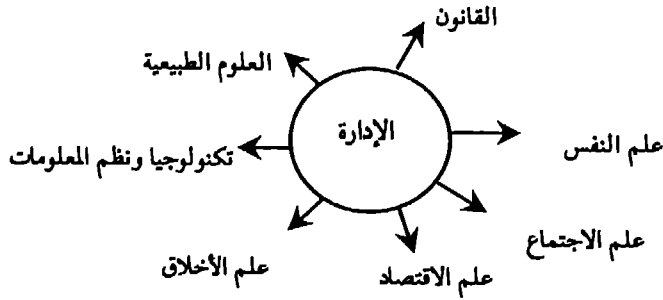 القانون
العلوم الطبيعية
الإدارة
علم النفس
تكنولوجيا ونظم المعلومات
علم الاجتماع
علم الأخلاق
علم الاقتصاد